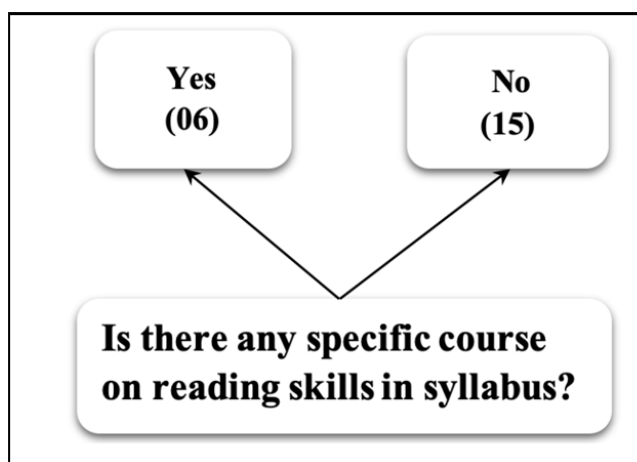 Yes
(06)
No
(15)
Is there any specific course
on reading skills in syllabus?